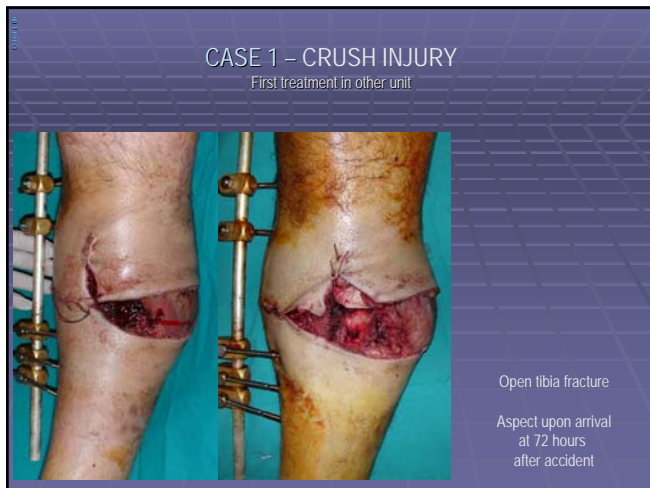 CASE 1 – CRUSH INJURY
First treatment in other unit
Open tibia fracture
Aspect upon arrival
at 72 hours
after accident